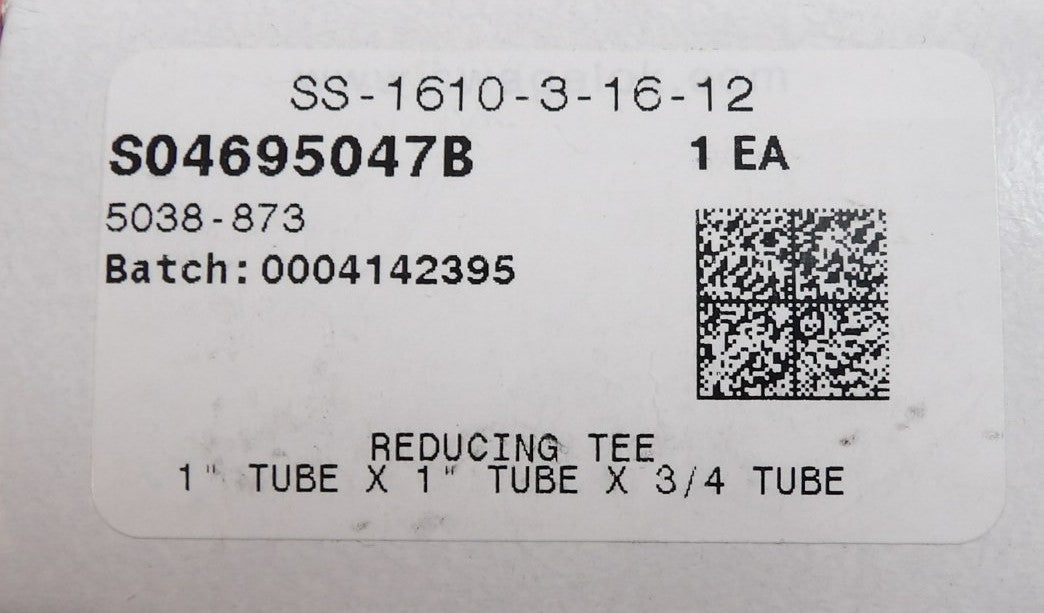 SS-1610-3-16-12
S04695047B 1 EA
5038-873
Batch: 0004142395
REDUCING TEE
1" TUBE X 1" TUBE X 3/4 TUBE